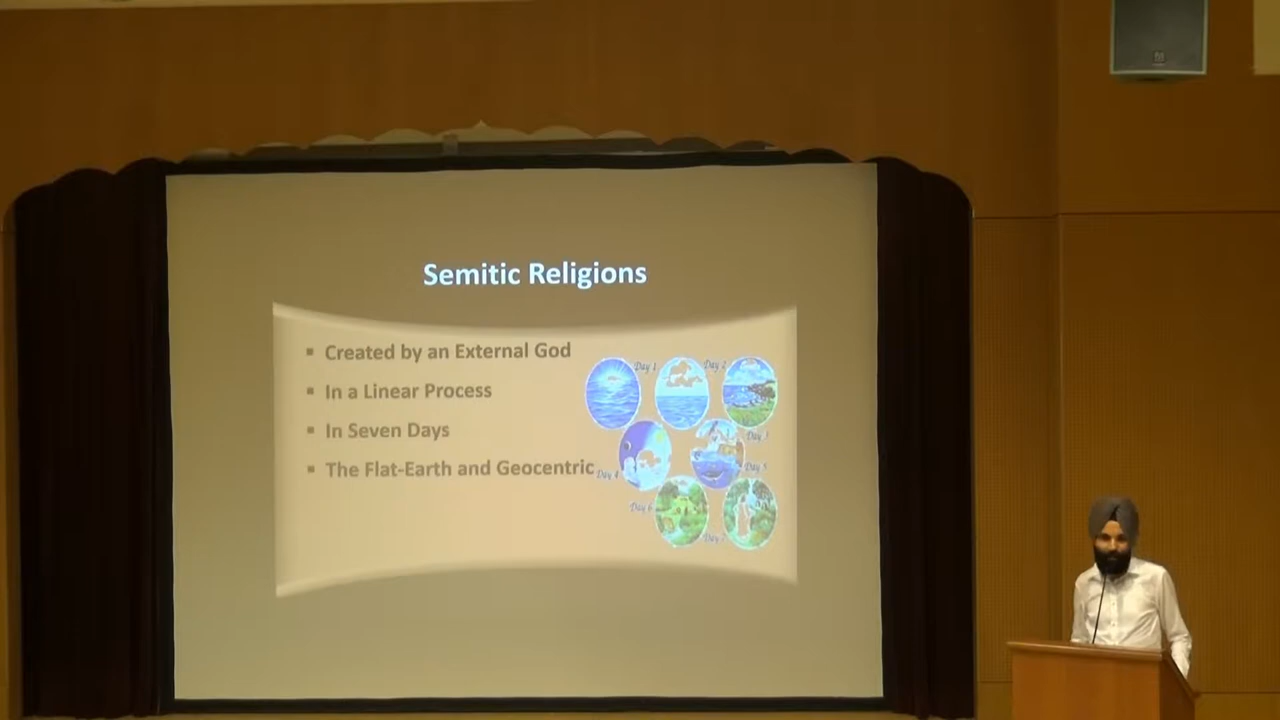 Semitic Religions
▪ Created by an External God
▪ In a Linear Process
▪ In Seven Days
▪ The Flat-Earth and Geocentric
Day 1
Day 2
Day 3
Day 4
Day 5
Day 6
Day 7